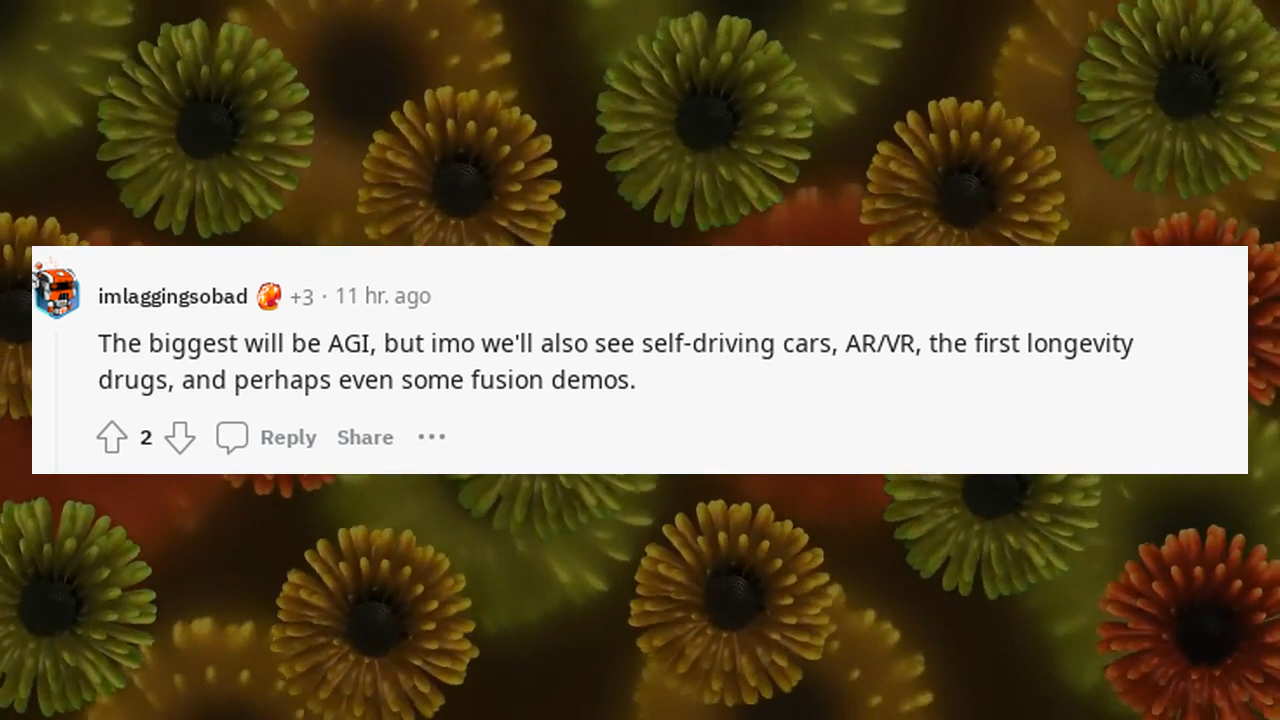 imlaggingsobad +3 · 11 hr. ago
The biggest will be AGI, but imo we'll also see self-driving cars, AR/VR, the first longevity
drugs, and perhaps even some fusion demos.
2 Reply Share ···